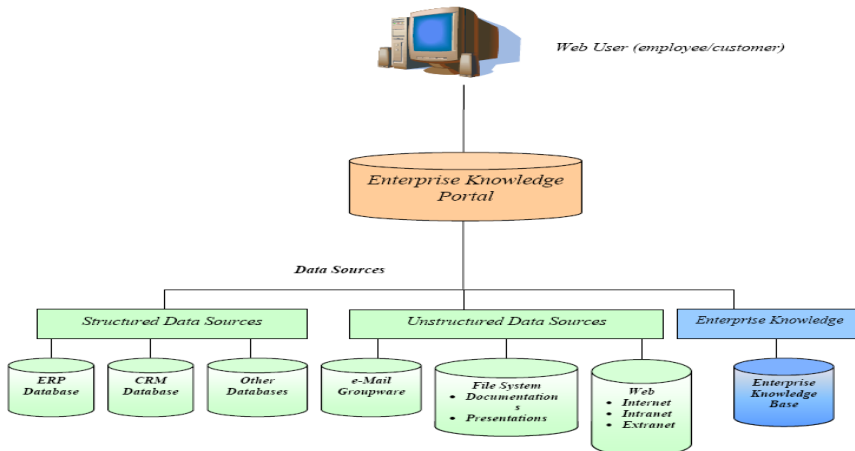 Web User (employee/customer)
Enterprise Knowledge
Portal
Data Sources
Structured Data Sources
Unstructured Data Sources
Enterprise Knowledge
ERP
Database
CRM
Database
Other
Databases
e-Mail
Groupware
File System
• Documentation
s
• Presentations
Web
• Internet
• Intranet
• Extranet
Enterprise
Knowledge
Base